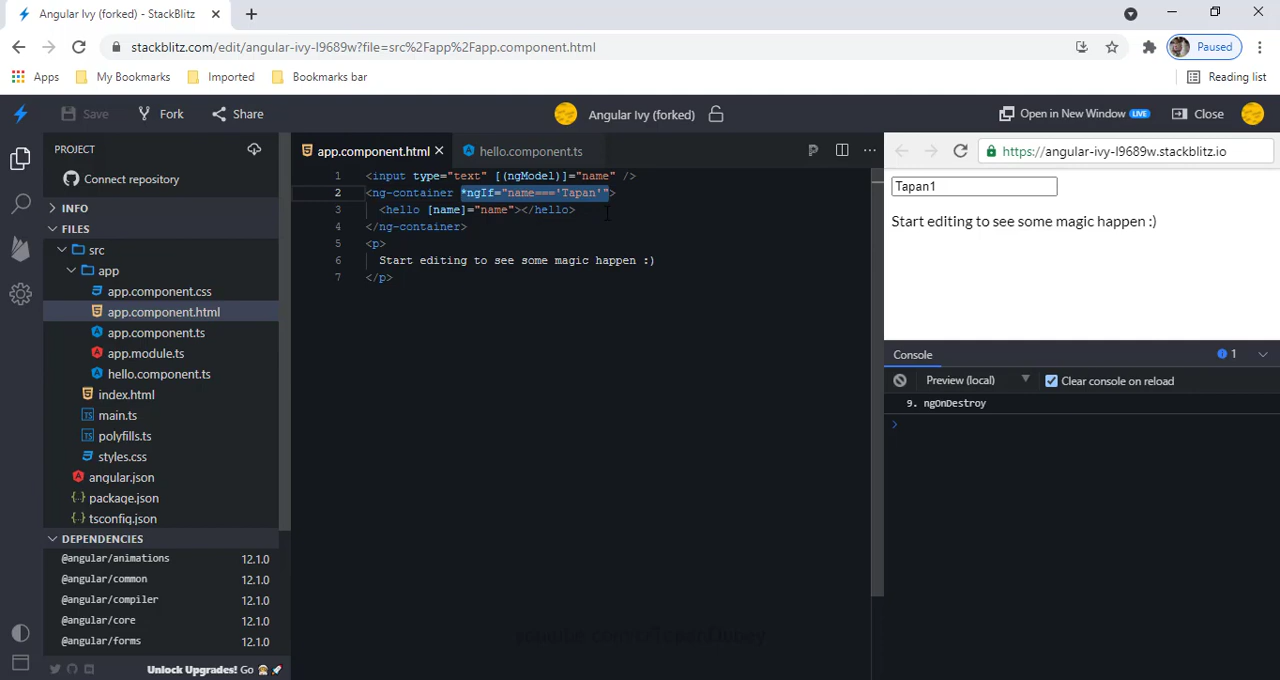 Angular Ivy (forked) - StackBlitz
stackblitz.com/edit/angular-ivy-l9689w?file=src%2Fapp%2Fapp.component.html
Paused
Apps My Bookmarks Imported Bookmarks bar Reading list
Save Fork Share Angular Ivy (forked) Open in New Window LIVE Close
PROJECT
Connect repository
INFO
FILES
src
app
app.component.css
app.component.html
app.component.ts
app.module.ts
hello.component.ts
index.html
main.ts
polyfills.ts
styles.css
angular.json
package.json
tsconfig.json
DEPENDENCIES
@angular/animations 12.1.0
@angular/common 12.1.0
@angular/compiler 12.1.0
@angular/core 12.1.0
@angular/forms 12.1.0
Unlock Upgrades! Go
app.component.html hello.component.ts
1 <input type="text" [(ngModel)]="name" />
2 <ng-container *ngIf="name==='Tapan'">
3 <hello [name]="name"></hello>
4 </ng-container>
5 <p>
6 Start editing to see some magic happen :)
7 </p>
https://angular-ivy-l9689w.stackblitz.io
Tapan1
Start editing to see some magic happen :)
Console 1
Preview (local) Clear console on reload
9. ngOnDestroy